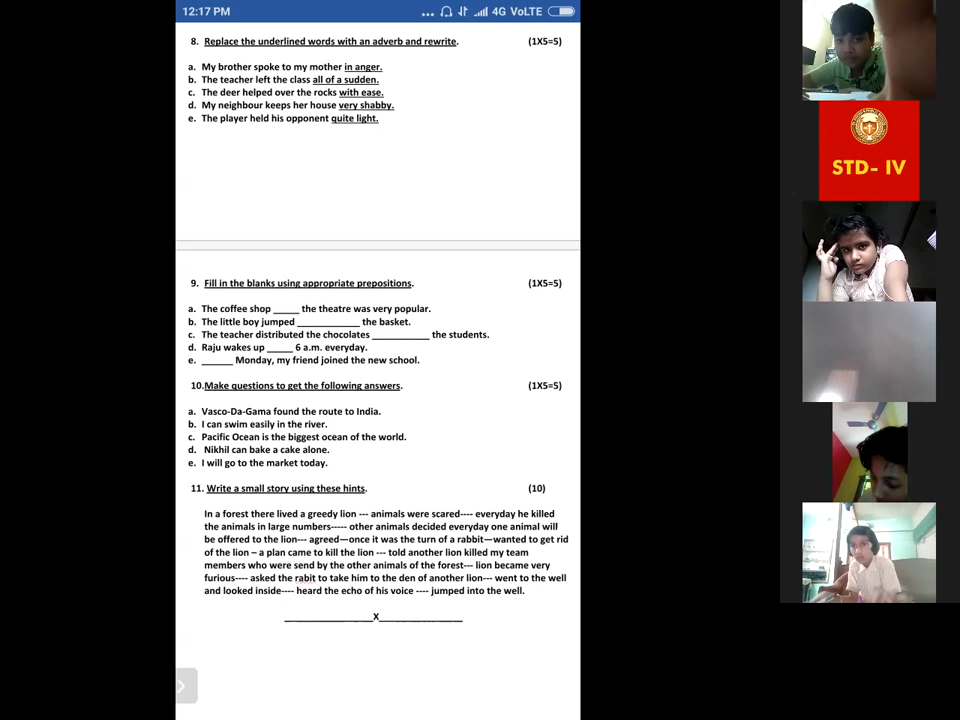 12:17 PM
... 4G VoLTE
8. Replace the underlined words with an adverb and rewrite. (1X5=5)
a. My brother spoke to my mother in anger.
b. The teacher left the class all of a sudden.
c. The deer helped over the rocks with ease.
d. My neighbour keeps her house very shabby.
e. The player held his opponent quite light.
9. Fill in the blanks using appropriate prepositions. (1X5=5)
a. The coffee shop _____ the theatre was very popular.
b. The little boy jumped ____________ the basket.
c. The teacher distributed the chocolates ___________ the students.
d. Raju wakes up _____ 6 a.m. everyday.
e. ______ Monday, my friend joined the new school.
10.Make questions to get the following answers. (1X5=5)
a. Vasco-Da-Gama found the route to India.
b. I can swim easily in the river.
c. Pacific Ocean is the biggest ocean of the world.
d. Nikhil can bake a cake alone.
e. I will go to the market today.
11. Write a small story using these hints. (10)
In a forest there lived a greedy lion --- animals were scared---- everyday he killed
the animals in large numbers----- other animals decided everyday one animal will
be offered to the lion--- agreed—once it was the turn of a rabbit—wanted to get rid
of the lion – a plan came to kill the lion --- told another lion killed my team
members who were send by the other animals of the forest--- lion became very
furious---- asked the rabit to take him to the den of another lion--- went to the well
and looked inside---- heard the echo of his voice ---- jumped into the well.
_________________X_________________
STD- IV